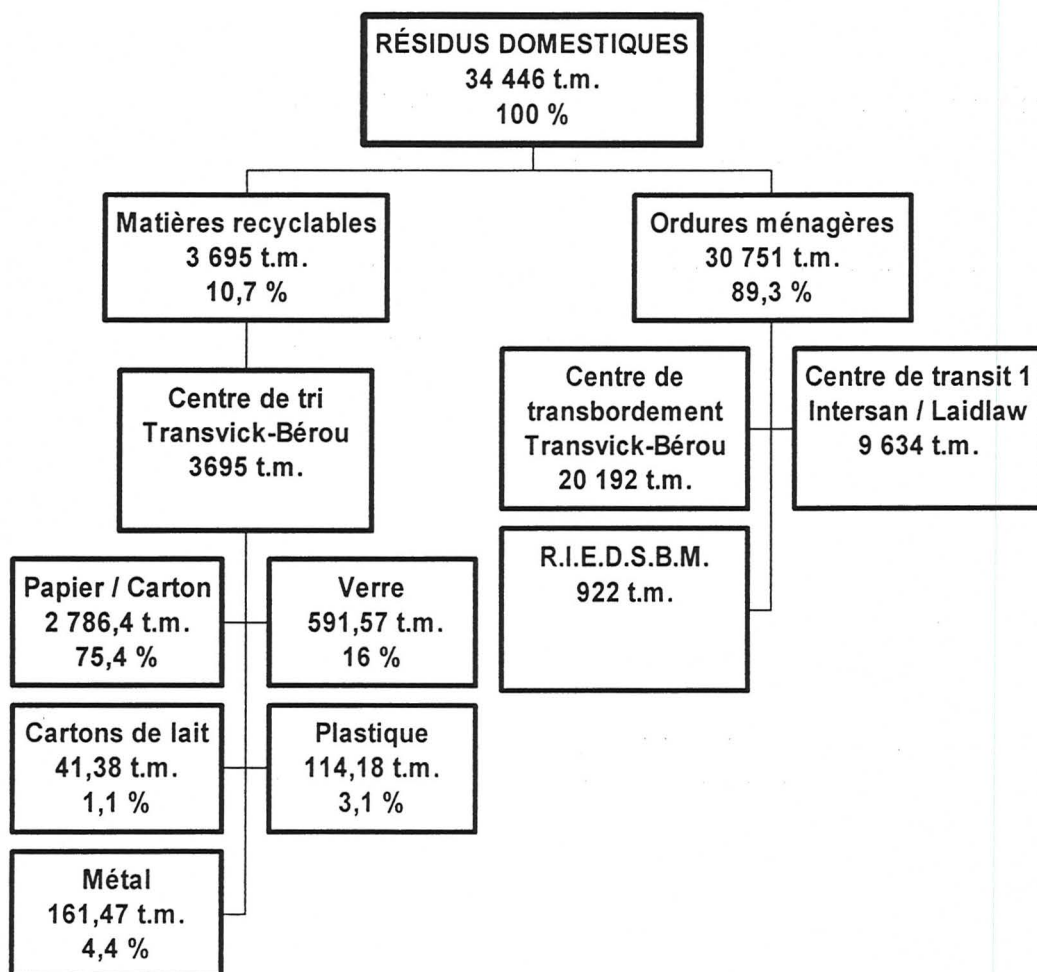 RÉSIDUS DOMESTIQUES
34 446 t.m.
100 %
Matières recyclables
3 695 t.m.
10,7 %
Ordures ménagères
30 751 t.m.
89,3 %
Centre de tri
Transvick-Bérou
3695 t.m.
Centre de
transbordement
Transvick-Bérou
20 192 t.m.
Centre de transit 1
Intersan / Laidlaw
9 634 t.m.
R.I.E.D.S.B.M.
922 t.m.
Papier / Carton
2 786,4 t.m.
75,4 %
Verre
591,57 t.m.
16 %
Cartons de lait
41,38 t.m.
1,1 %
Plastique
114,18 t.m.
3,1 %
Métal
161,47 t.m.
4,4 %